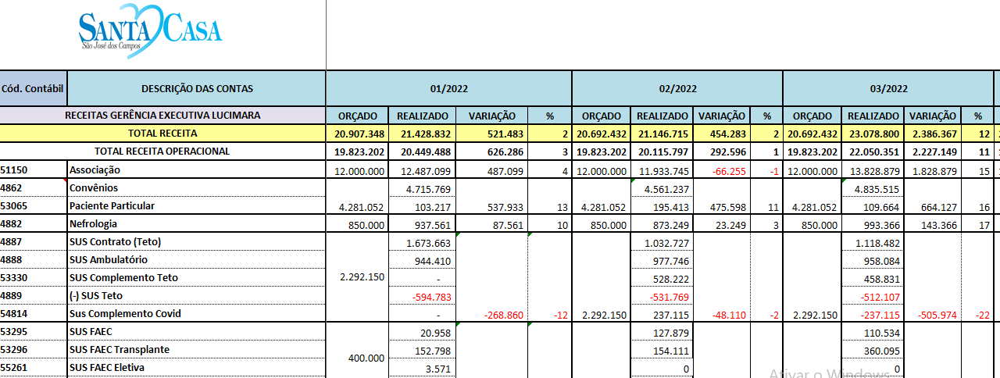 SANTA CASA
São José dos Campos
Cód. Contábil DESCRIÇÃO DAS CONTAS 01/2022 02/2022 03/2022
RECEITAS GERÊNCIA EXECUTIVA LUCIMARA ORÇADO REALIZADO VARIAÇÃO % ORÇADO REALIZADO VARIAÇÃO % ORÇADO REALIZADO VARIAÇÃO %
TOTAL RECEITA 20.907.348 21.428.832 521.483 2 20.692.432 21.146.715 454.283 2 20.692.432 23.078.800 2.386.367 12
TOTAL RECEITA OPERACIONAL 19.823.202 20.449.488 626.286 3 19.823.202 20.115.797 292.596 1 19.823.202 22.050.351 2.227.149 11
51150 Associação 12.000.000 12.487.099 487.099 4 12.000.000 11.933.745 -66.255 -1 12.000.000 13.828.879 1.828.879 15
4862 Convênios 4.715.769 4.561.237 4.835.515
53065 Paciente Particular 4.281.052 103.217 537.933 13 4.281.052 195.413 475.598 11 4.281.052 109.664 664.127 16
4882 Nefrologia 850.000 937.561 87.561 10 850.000 873.249 23.249 3 850.000 993.366 143.366 17
4887 SUS Contrato (Teto) 1.673.663 1.032.727 1.118.482
4888 SUS Ambulatório 944.410 977.746 958.084
53330 SUS Complemento Teto 2.292.150 - 528.222 458.831
4889 (-) SUS Teto -594.783 -531.769 -512.107
54814 Sus Complemento Covid - -268.860 -12 2.292.150 237.115 -48.110 -2 2.292.150 -237.115 -505.974 -22
53295 SUS FAEC 20.958 127.879 110.534
53296 SUS FAEC Transplante 400.000 152.798 154.111 360.095
55261 SUS FAEC Eletiva 3.571 0 0
Ativar o Windows